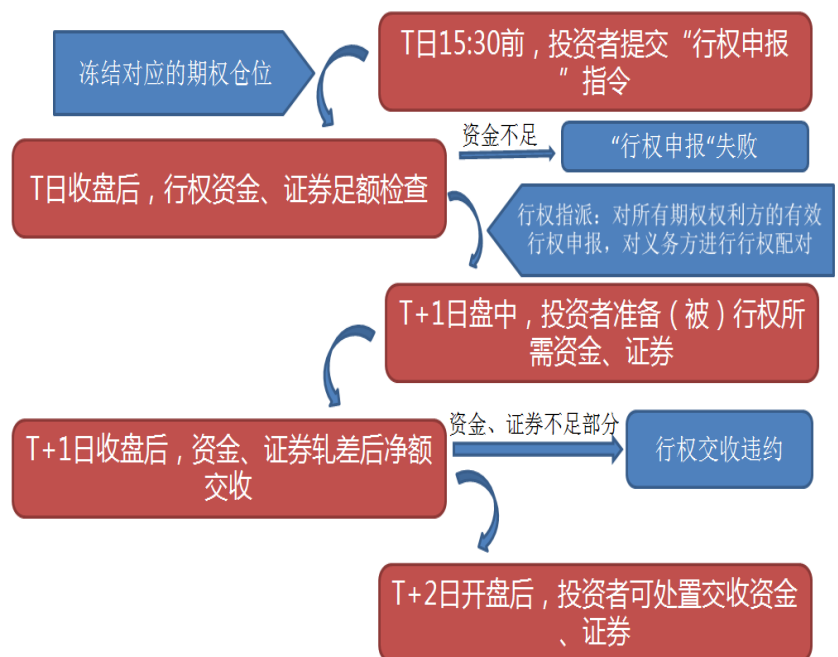 冻结对应的期权仓位
T日15:30前，投资者提交“行权申报
”指令
资金不足
“行权申报“失败
T日收盘后，行权资金、证券足额检查
行权指派：对所有期权权利方的有效
行权申报，对义务方进行行权配对
T+1日盘中，投资者准备（被）行权所
需资金、证券
资金、证券不足部分
T+1日收盘后，资金、证券轧差后净额
交收
行权交收违约
T+2日开盘后，投资者可处置交收资金
、证券